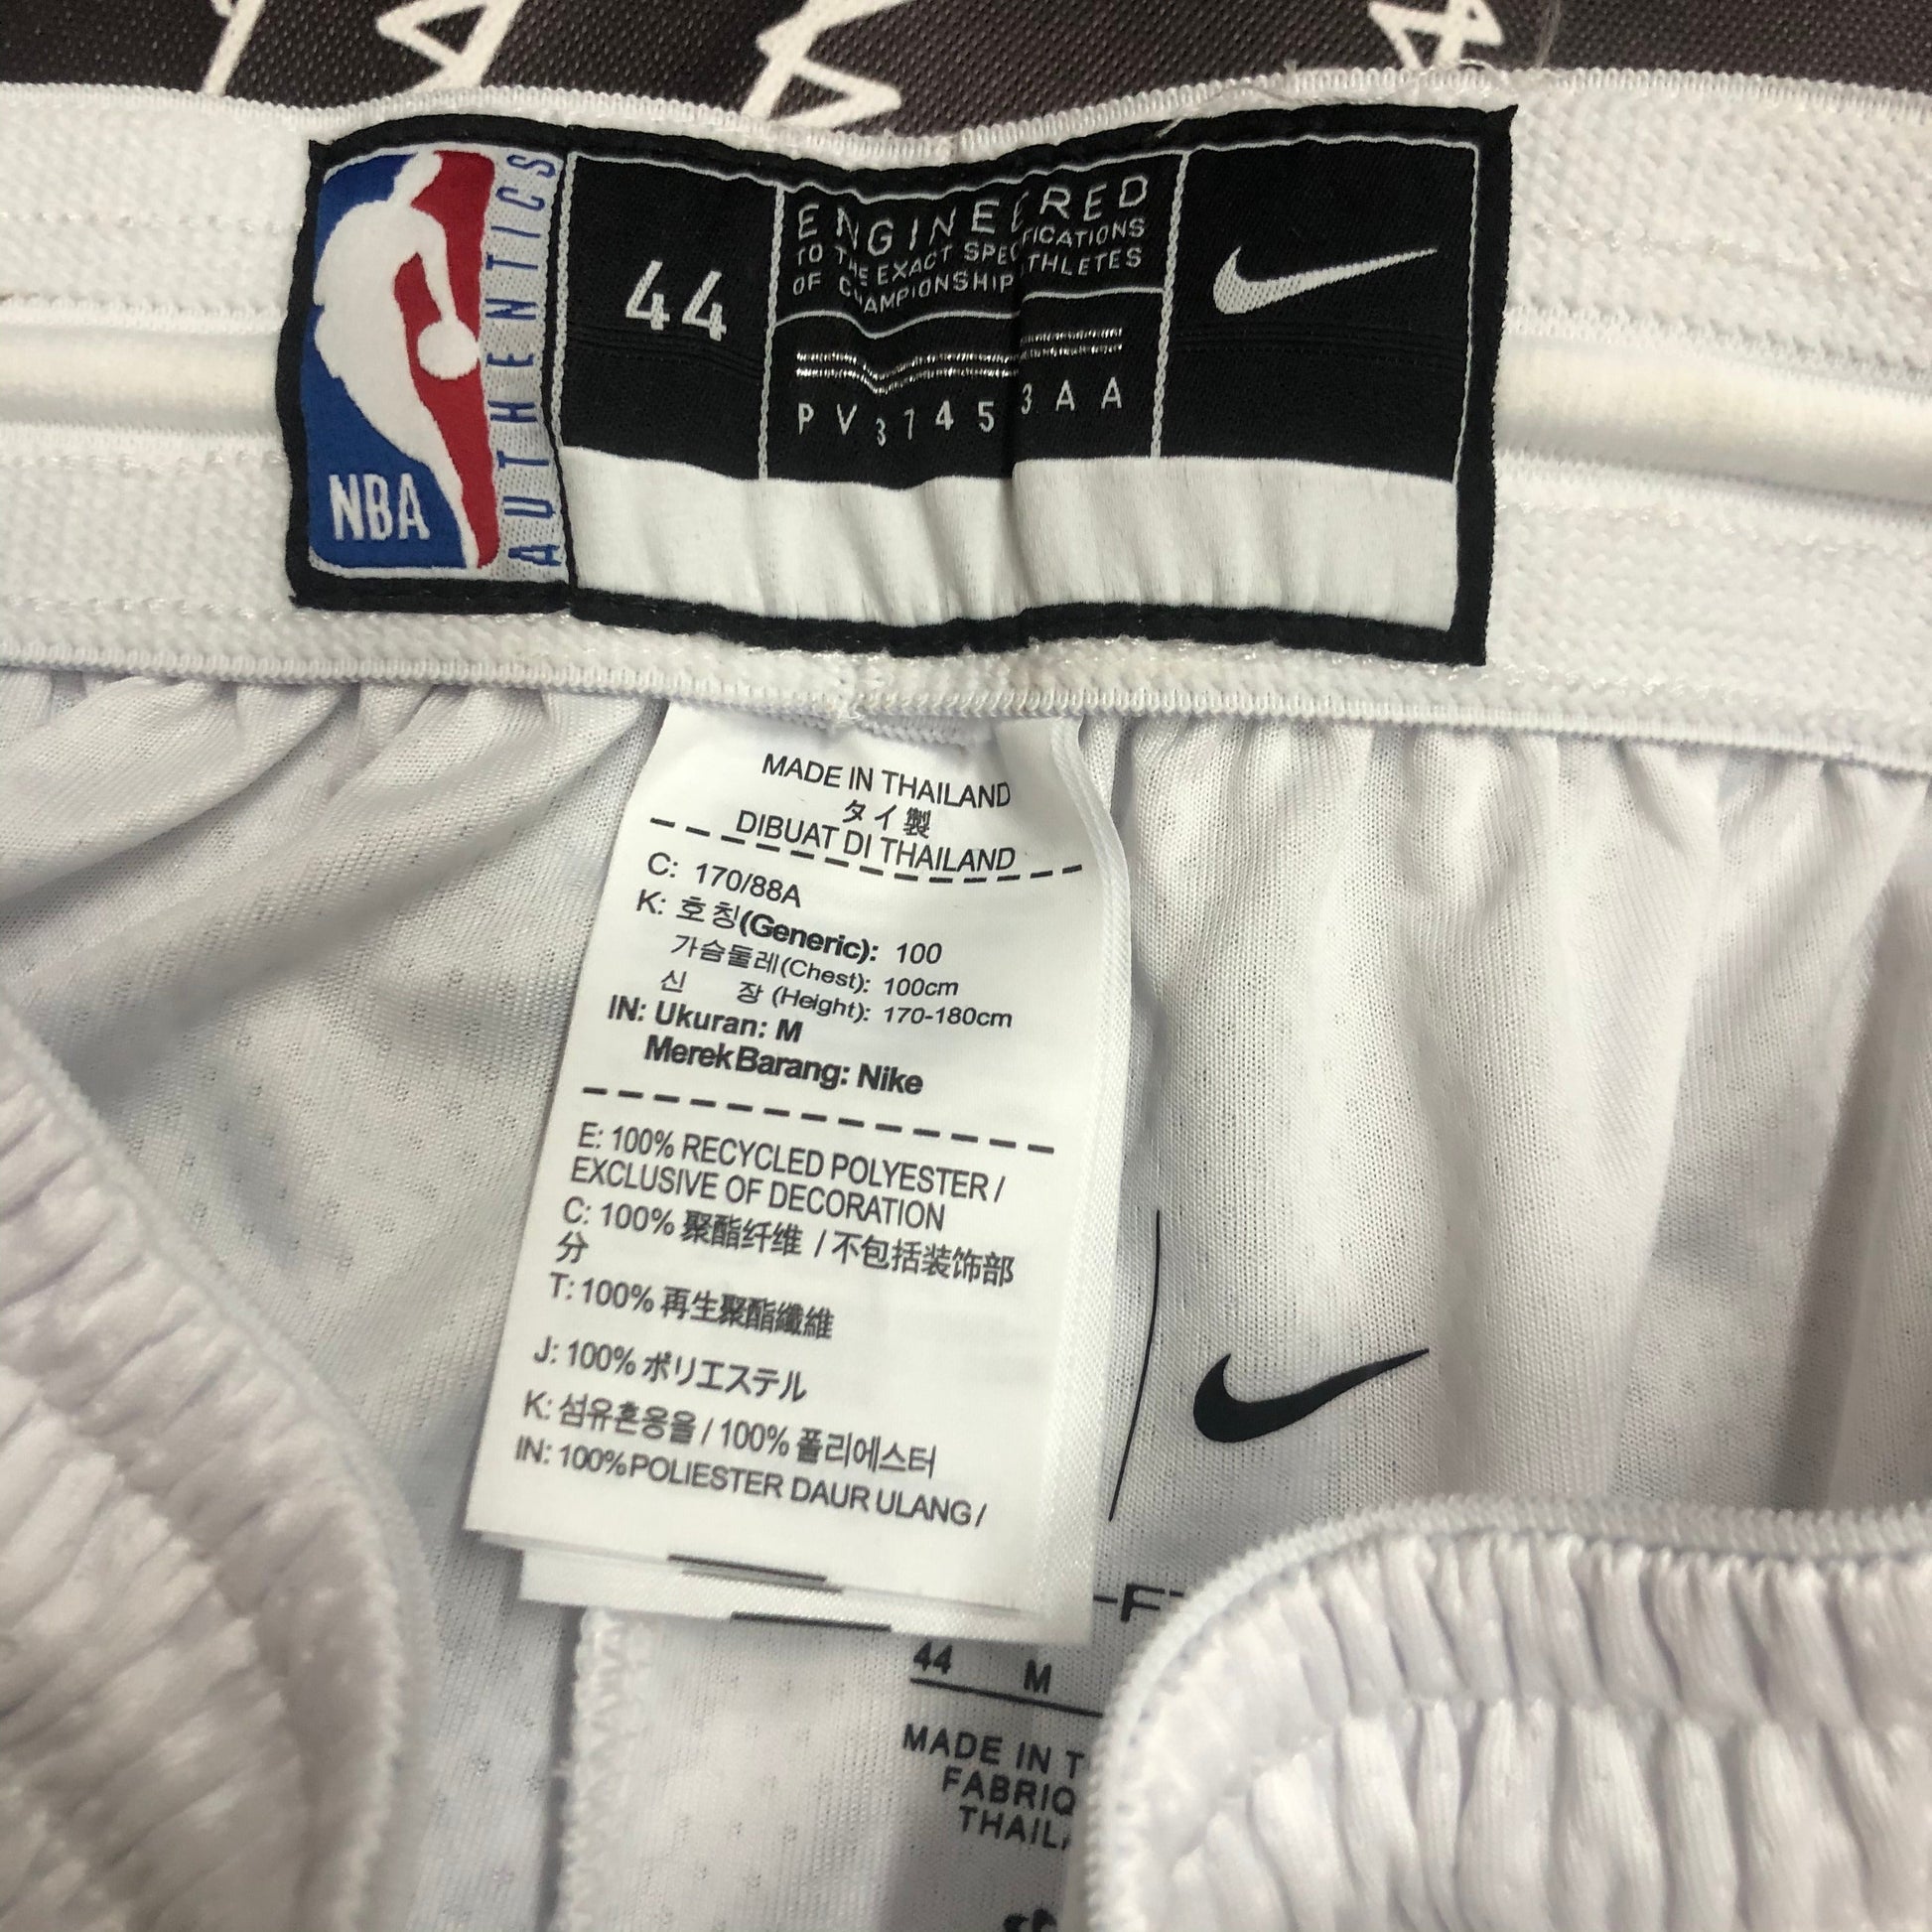 NBA
AUTHENTICS
44
ENGINEERED
TO THE EXACT SPECIFICATIONS
OF CHAMPIONSHIP ATHLETES
PV37453AA
MADE IN THAILAND
タイ製
DIBUAT DI THAILAND
C: 170/88A
K: 호칭(Generic): 100
가슴둘레(Chest): 100cm
신 장 (Height): 170-180cm
IN: Ukuran: M
Merek Barang: Nike
E: 100% RECYCLED POLYESTER /
EXCLUSIVE OF DECORATION
C: 100% 聚酯纤维 / 不包括装饰部
分
T: 100% 再生聚酯纖維
J: 100% ポリエステル
K: 섬유혼용율 / 100% 폴리에스터
IN: 100% POLIESTER DAUR ULANG /
44 M
MADE IN T
FABRIQ
THAIL